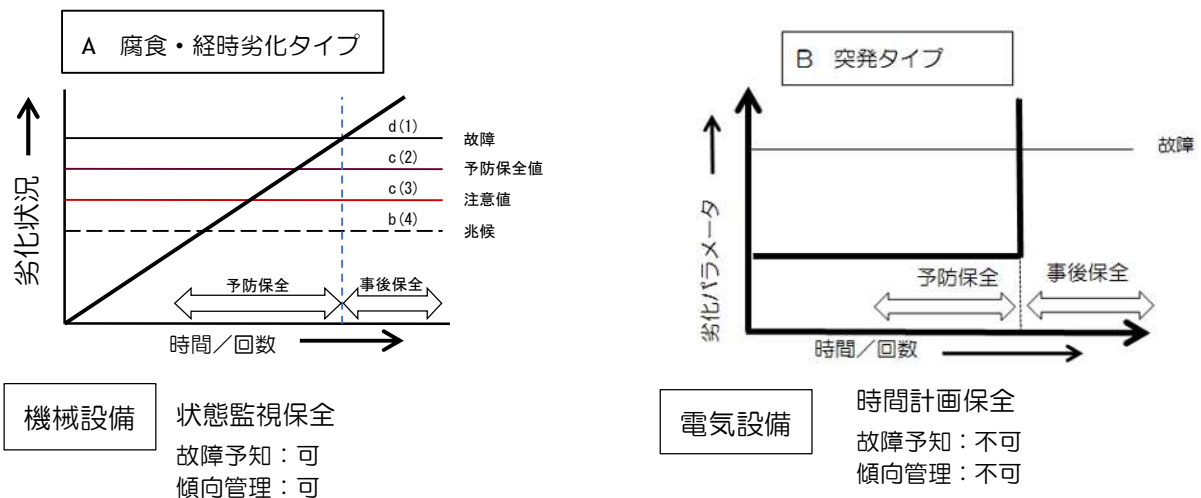 A 腐食・経時劣化タイプ
劣化状況
d(1)
故障
c(2)
予防保全値
c(3)
注意値
b(4)
兆候
予防保全
事後保全
時間／回数
機械設備
状態監視保全
故障予知：可
傾向管理：可
B 突発タイプ
劣化パラメータ
故障
予防保全
事後保全
時間／回数
電気設備
時間計画保全
故障予知：不可
傾向管理：不可